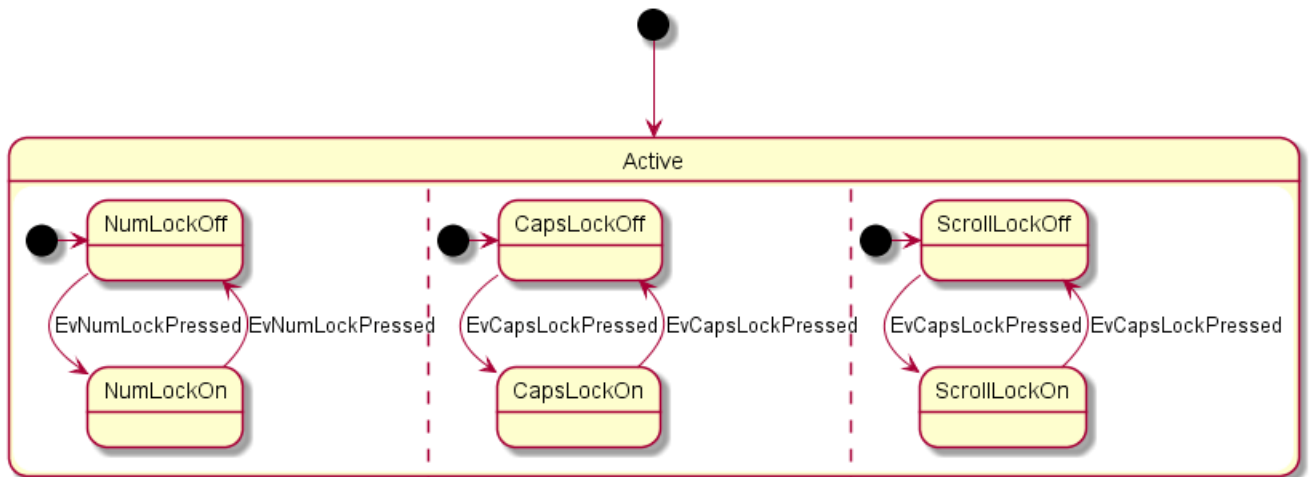 Active
NumLockOff
CapsLockOff
ScrollLockOff
EvNumLockPressed
EvNumLockPressed
EvCapsLockPressed
EvCapsLockPressed
EvCapsLockPressed
EvCapsLockPressed
NumLockOn
CapsLockOn
ScrollLockOn